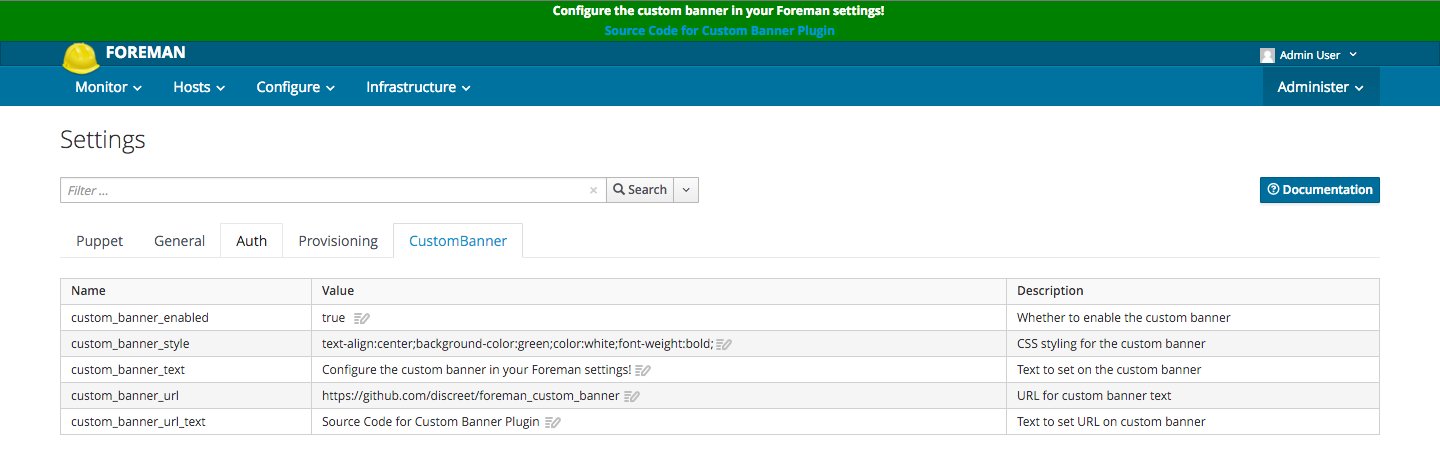 Configure the custom banner in your Foreman settings!
Source Code for Custom Banner Plugin
FOREMAN
Admin User
Monitor Hosts Configure Infrastructure Administer
Settings
Filter ... × Search Documentation
Puppet General Auth Provisioning CustomBanner
Name Value Description
custom_banner_enabled true Whether to enable the custom banner
custom_banner_style text-align:center;background-color:green;color:white;font-weight:bold; CSS styling for the custom banner
custom_banner_text Configure the custom banner in your Foreman settings! Text to set on the custom banner
custom_banner_url https://github.com/discreet/foreman_custom_banner URL for custom banner text
custom_banner_url_text Source Code for Custom Banner Plugin Text to set URL on custom banner